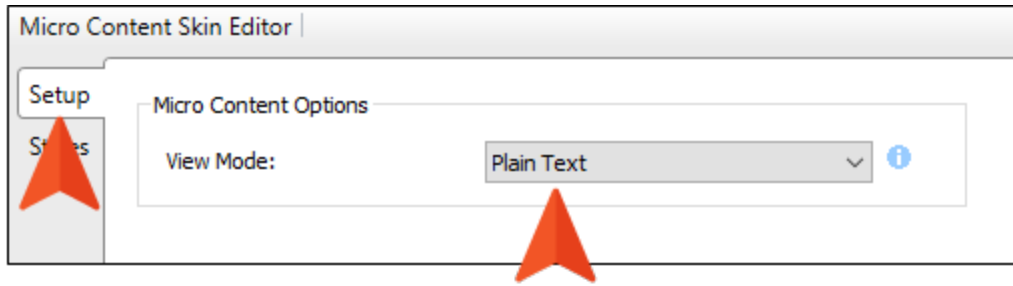 Micro Content Skin Editor
Setup
Micro Content Options
View Mode:
Plain Text